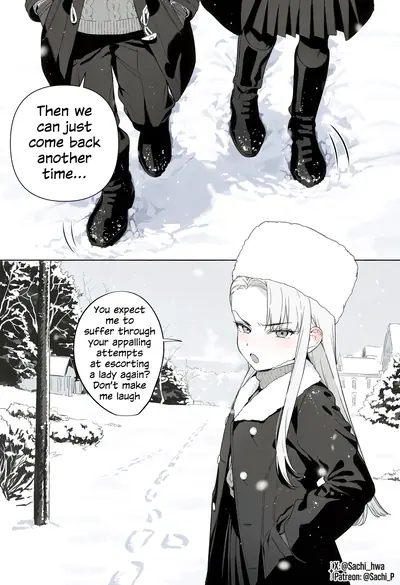 Then we
can just
come back
another
time...
You expect
me to
suffer through
your appalling
attempts
at escorting
a lady again?
Don't make
me laugh
X: @Sachi_hwa
Patreon: @Sachi_P